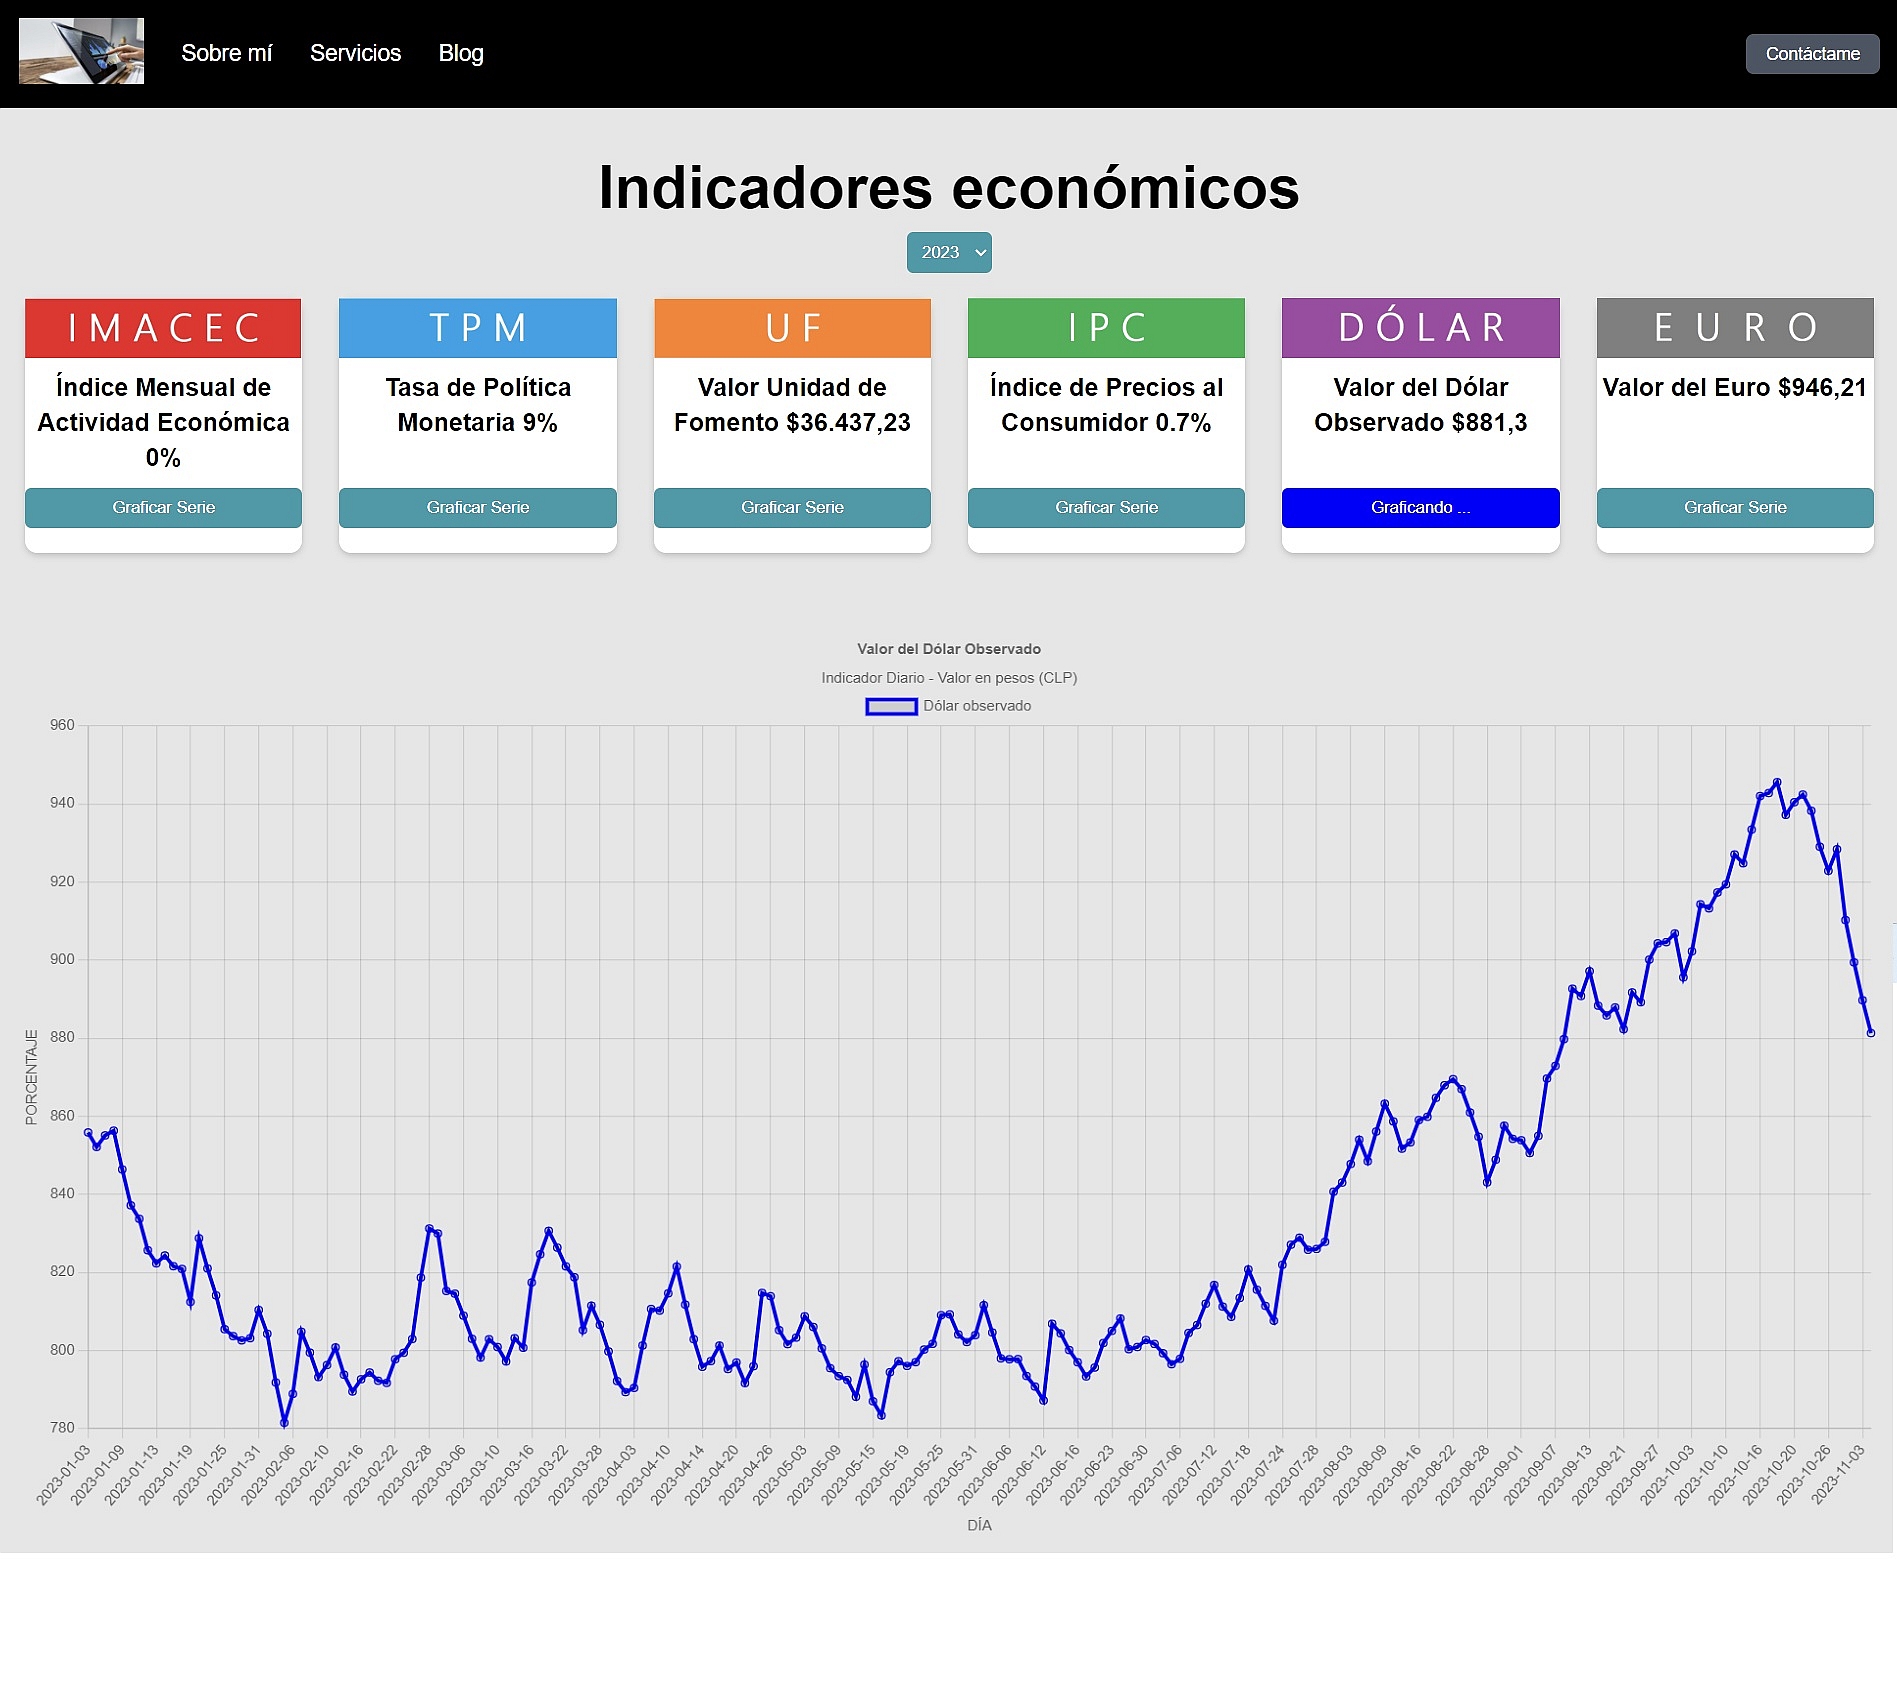 Sobre mí Servicios Blog Contáctame
Indicadores económicos
2023
IMACEC
Índice Mensual de
Actividad Económica
0%
Graficar Serie
TPM
Tasa de Política
Monetaria 9%
Graficar Serie
UF
Valor Unidad de
Fomento $36.437,23
Graficar Serie
IPC
Índice de Precios al
Consumidor 0.7%
Graficar Serie
DÓLAR
Valor del Dólar
Observado $881,3
Graficando ...
EURO
Valor del Euro $946,21
Graficar Serie
Valor del Dólar Observado
Indicador Diario - Valor en pesos (CLP)
Dólar observado
PORCENTAJE
960
940
920
900
880
860
840
820
800
780
2023-01-03
2023-01-09
2023-01-13
2023-01-19
2023-01-25
2023-01-31
2023-02-06
2023-02-10
2023-02-16
2023-02-22
2023-02-28
2023-03-06
2023-03-10
2023-03-16
2023-03-22
2023-03-28
2023-04-03
2023-04-10
2023-04-14
2023-04-20
2023-04-26
2023-05-03
2023-05-09
2023-05-15
2023-05-19
2023-05-25
2023-05-31
2023-06-06
2023-06-12
2023-06-16
2023-06-23
2023-06-30
2023-07-06
2023-07-12
2023-07-18
2023-07-24
2023-07-28
2023-08-03
2023-08-09
2023-08-16
2023-08-22
2023-08-28
2023-09-01
2023-09-07
2023-09-13
2023-09-21
2023-09-27
2023-10-03
2023-10-10
2023-10-16
2023-10-20
2023-10-26
2023-11-03
DÍA